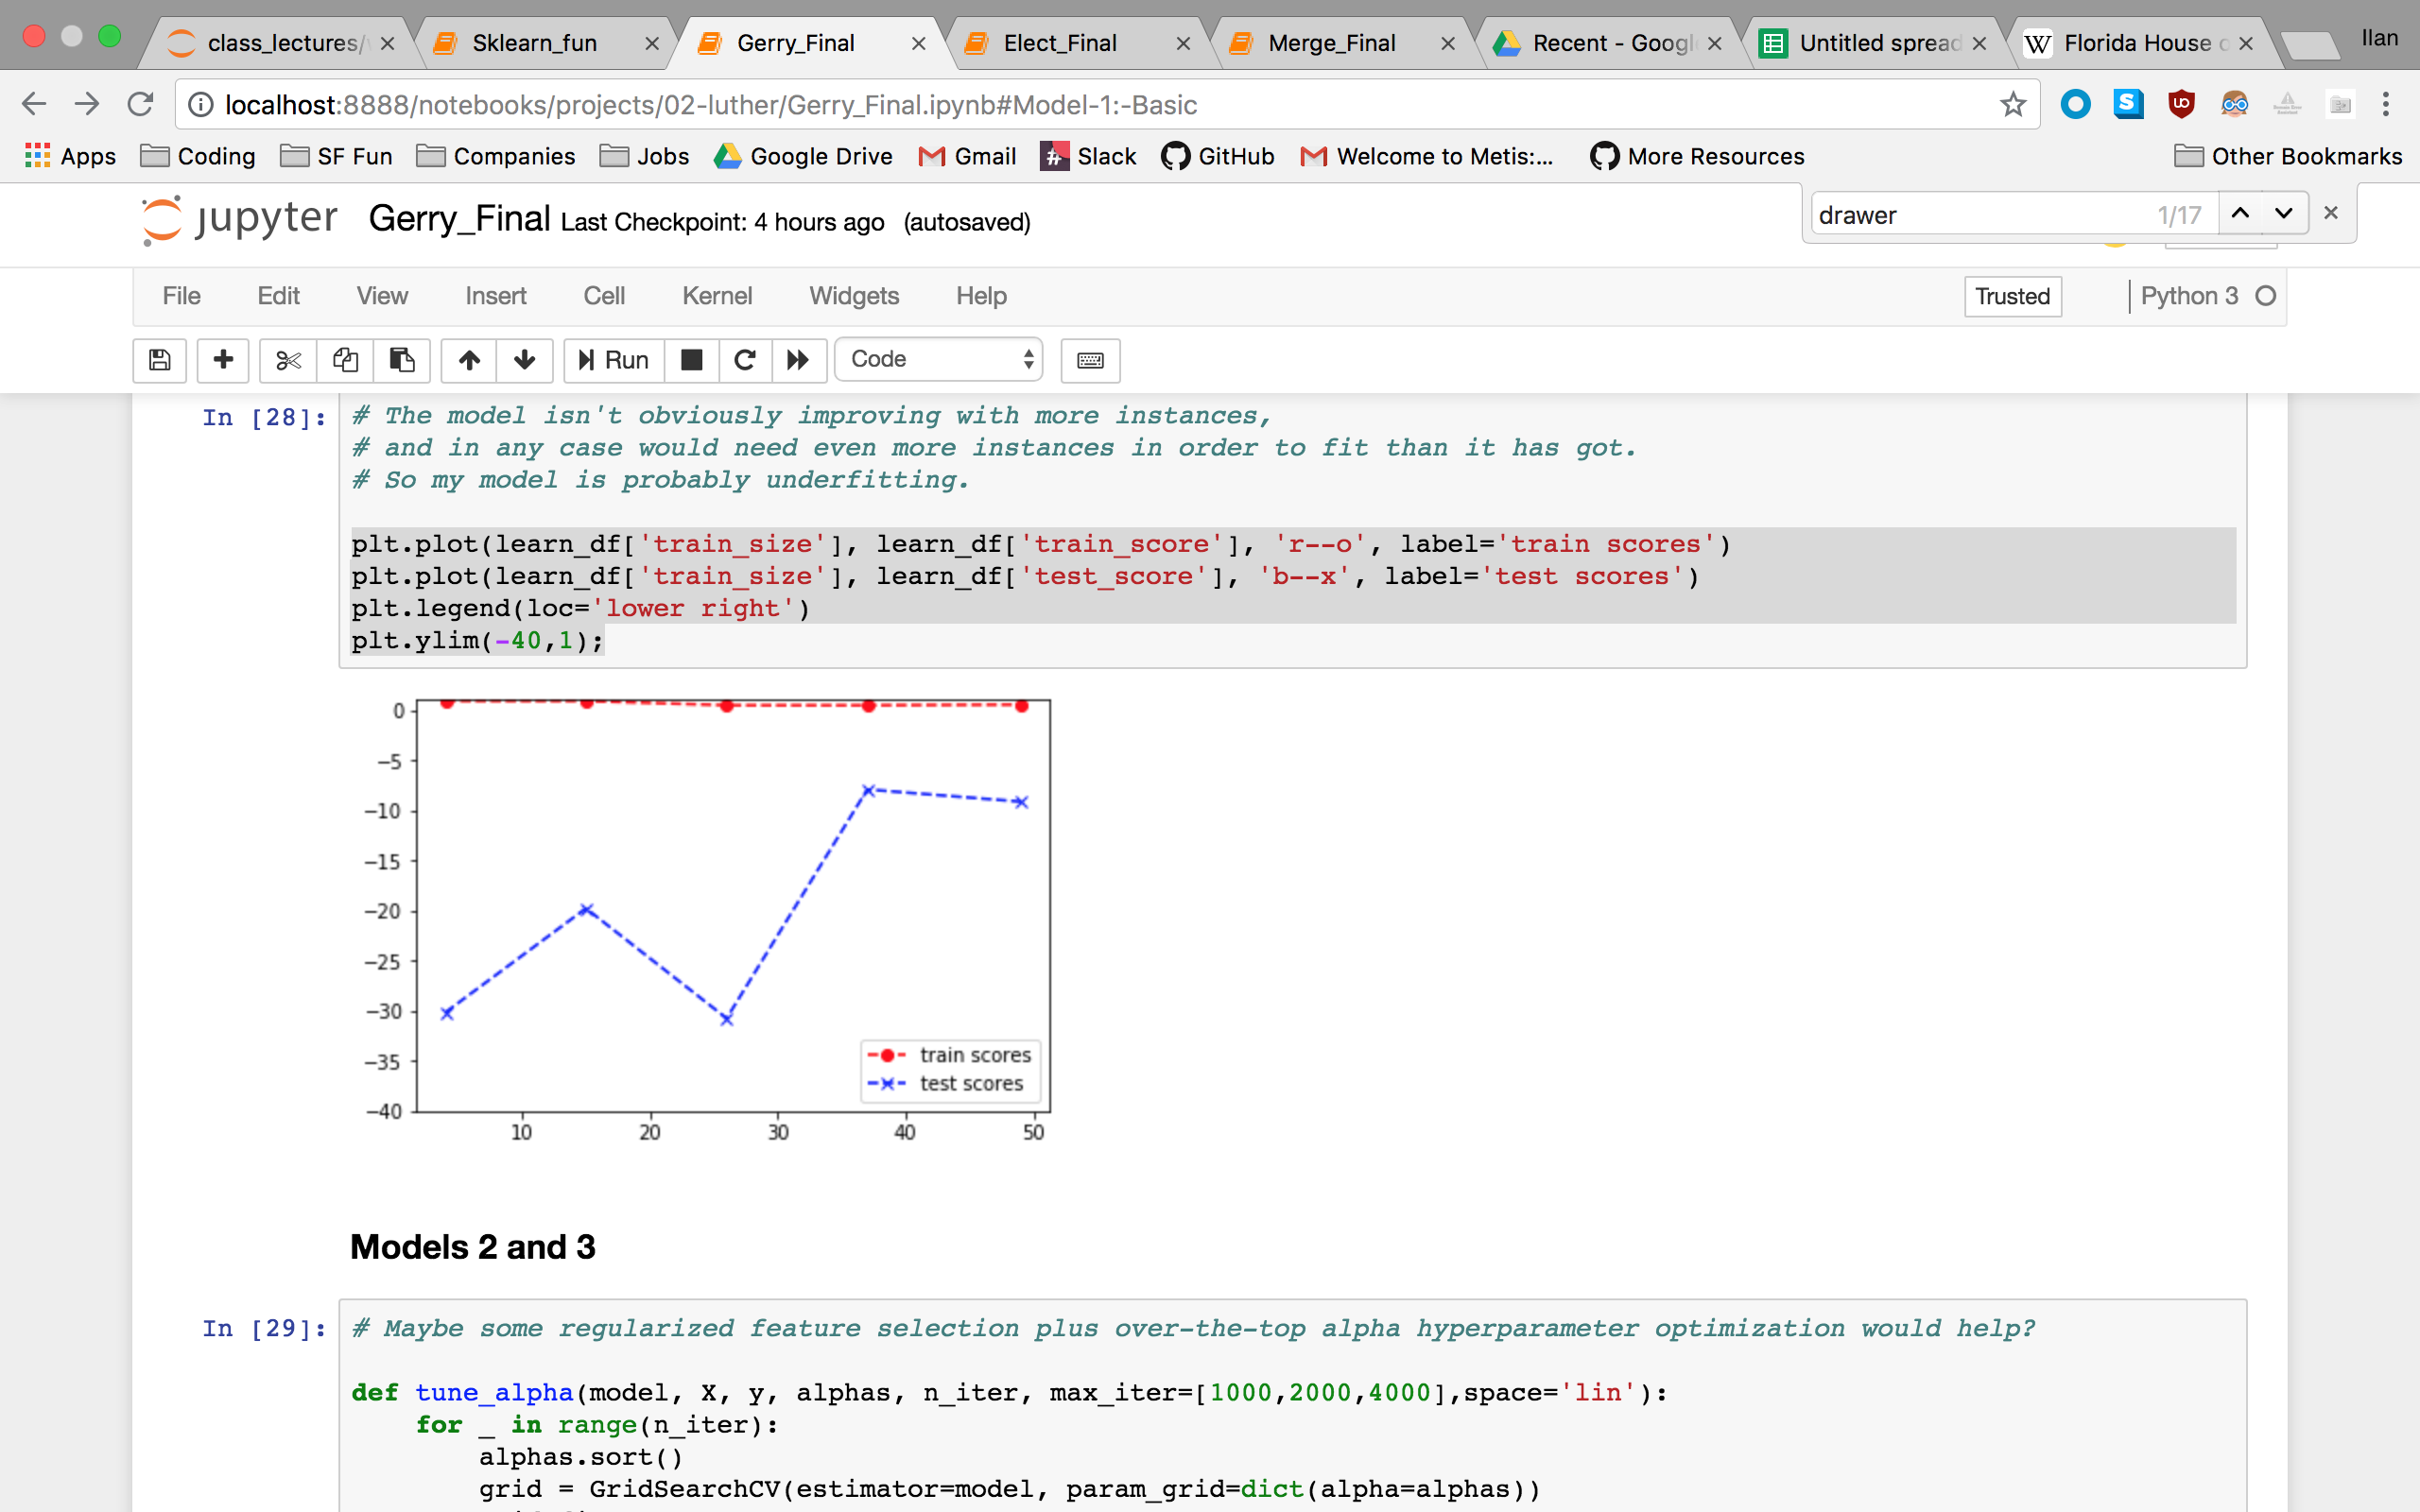 class_lectures/
Sklearn_fun
Gerry_Final
Elect_Final
Merge_Final
Recent - Googl
Untitled spread
W Florida House
Ilan
localhost:8888/notebooks/projects/02-luther/Gerry_Final.ipynb#Model-1:-Basic
Apps Coding SF Fun Companies Jobs Google Drive Gmail Slack GitHub Welcome to Metis:... More Resources Other Bookmarks
jupyter Gerry_Final Last Checkpoint: 4 hours ago (autosaved)
drawer 1/17
File Edit View Insert Cell Kernel Widgets Help Trusted Python 3
Run Code
In [28]: # The model isn't obviously improving with more instances,
# and in any case would need even more instances in order to fit than it has got.
# So my model is probably underfitting.
plt.plot(learn_df['train_size'], learn_df['train_score'], 'r--o', label='train scores')
plt.plot(learn_df['train_size'], learn_df['test_score'], 'b--x', label='test scores')
plt.legend(loc='lower right')
plt.ylim(-40,1);
0
−5
−10
−15
−20
−25
−30
−35
−40
train scores
test scores
10 20 30 40 50
Models 2 and 3
In [29]: # Maybe some regularized feature selection plus over-the-top alpha hyperparameter optimization would help?
def tune_alpha(model, X, y, alphas, n_iter, max_iter=[1000,2000,4000],space='lin'):
for _ in range(n_iter):
alphas.sort()
grid = GridSearchCV(estimator=model, param_grid=dict(alpha=alphas))